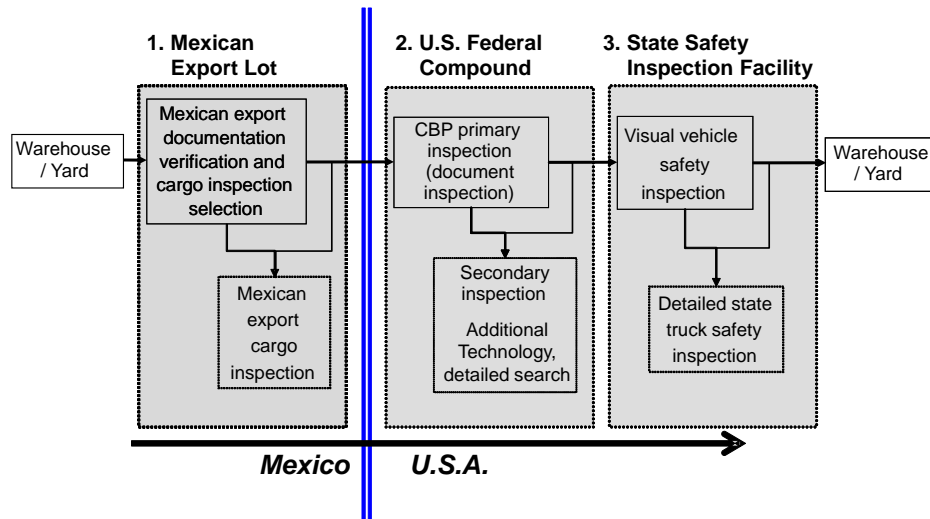 1. Mexican
Export Lot
2. U.S. Federal
Compound
3. State Safety
Inspection Facility
Warehouse
/ Yard
Mexican export
documentation
verification and
cargo inspection
selection
Mexican
export
cargo
inspection
CBP primary
inspection
(document
inspection)
Secondary
inspection
Additional
Technology,
detailed search
Visual vehicle
safety
inspection
Detailed state
truck safety
inspection
Warehouse
/ Yard
Mexico
U.S.A.